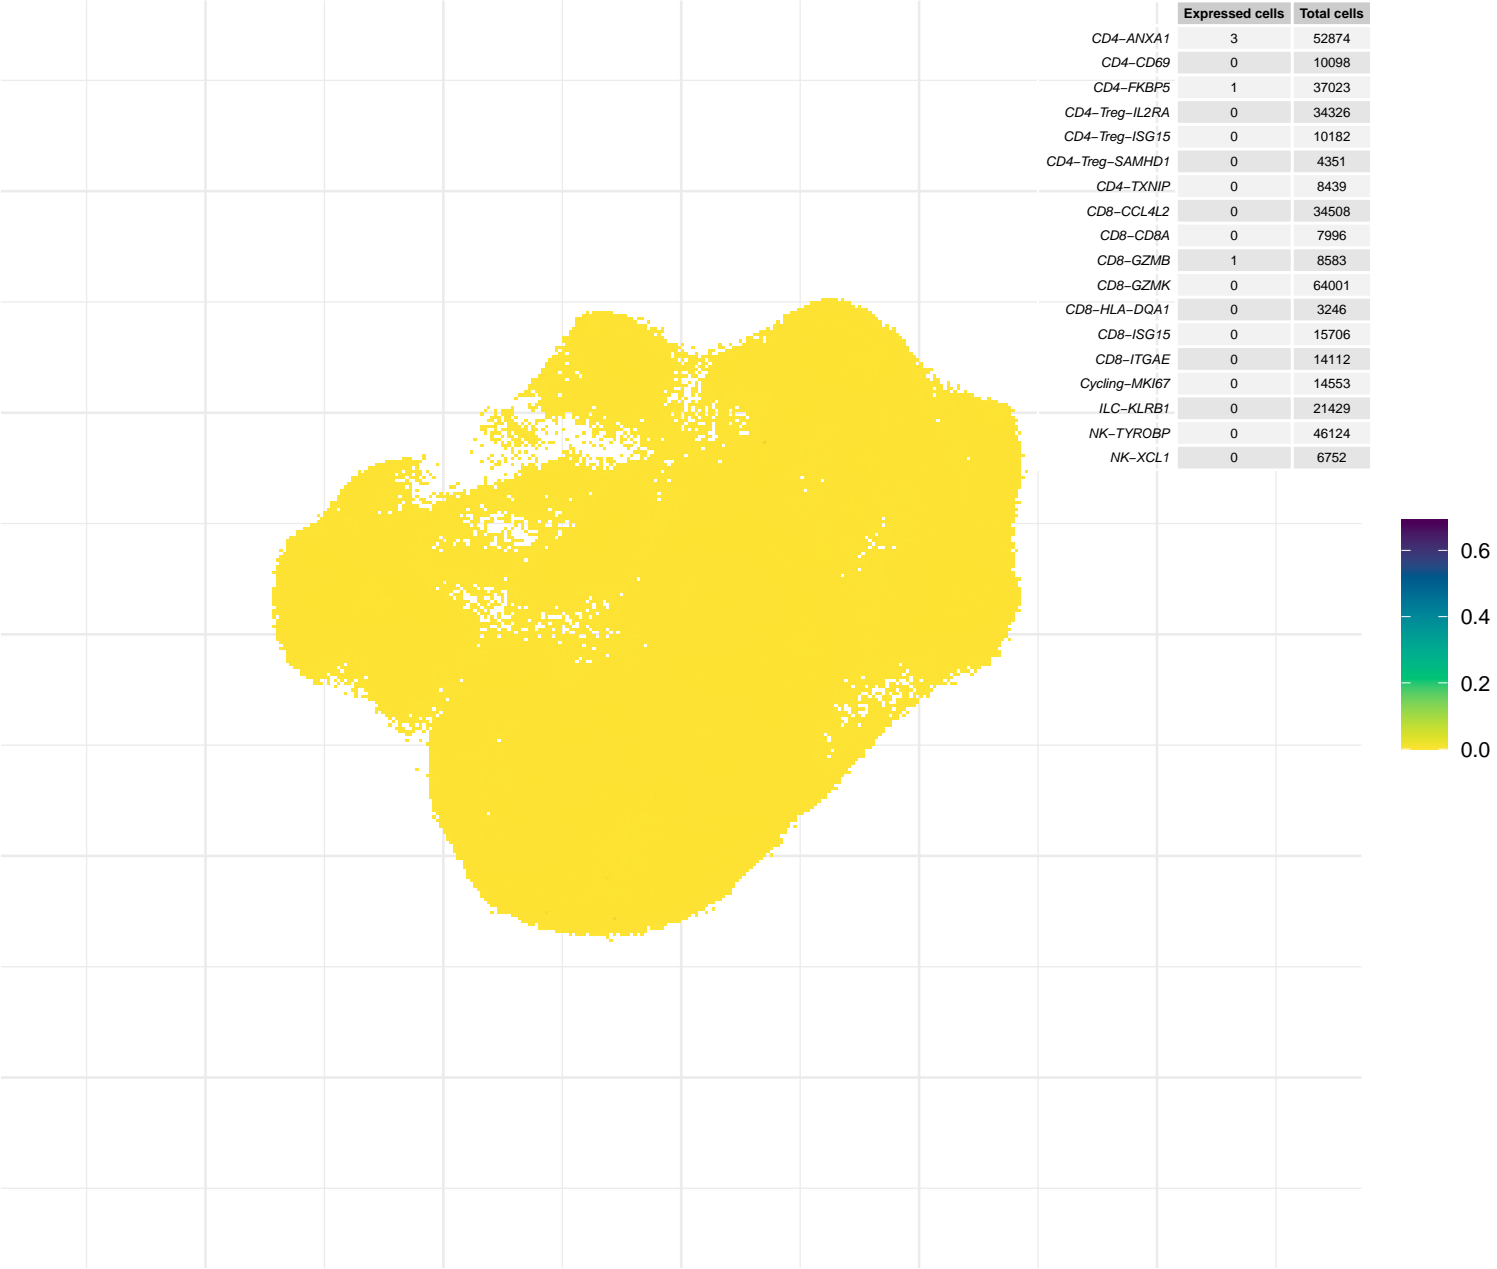 Expressed cells Total cells
CD4−ANXA1 3 52874
CD4−CD69 0 10098
CD4−FKBP5 1 37023
CD4−Treg−IL2RA 0 34326
CD4−Treg−ISG15 0 10182
CD4−Treg−SAMHD1 0 4351
CD4−TXNIP 0 8439
CD8−CCL4L2 0 34508
CD8−CD8A 0 7996
CD8−GZMB 1 8583
CD8−GZMK 0 64001
CD8−HLA−DQA1 0 3246
CD8−ISG15 0 15706
CD8−ITGAE 0 14112
Cycling−MKI67 0 14553
ILC−KLRB1 0 21429
NK−TYROBP 0 46124
NK−XCL1 0 6752
0.6
0.4
0.2
0.0